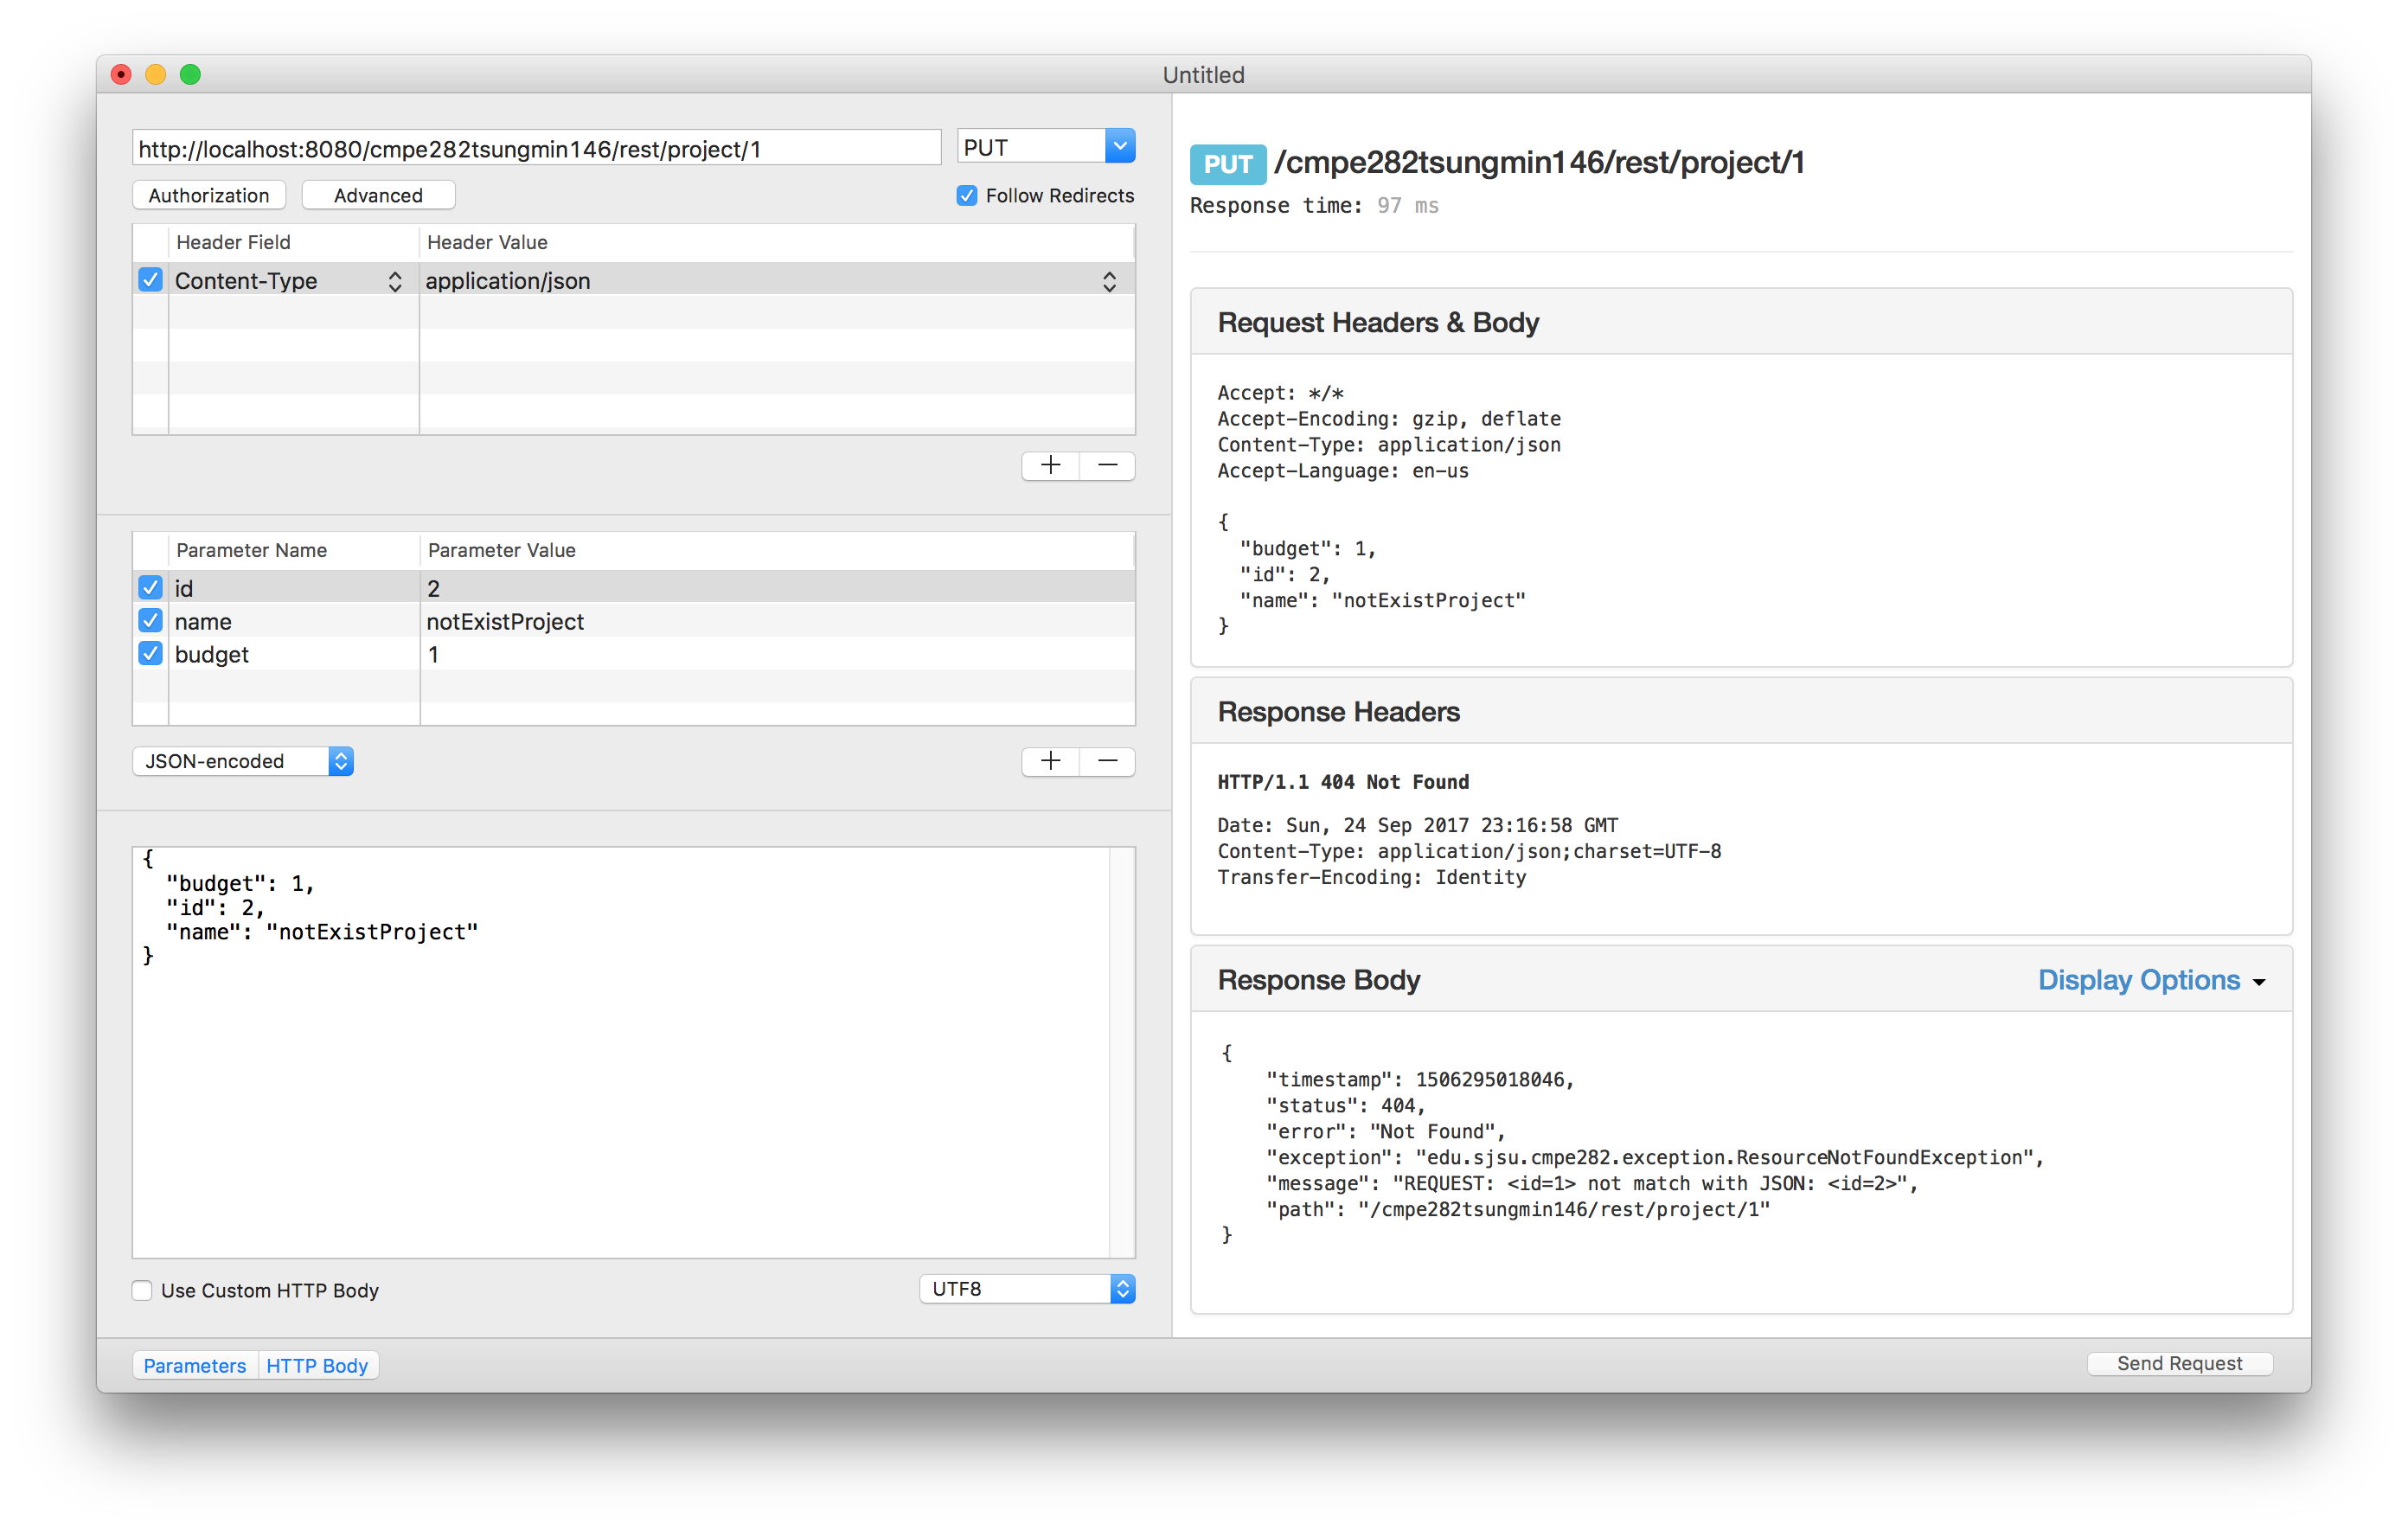 Untitled
http://localhost:8080/cmpe282tsungmin146/rest/project/1
PUT
Authorization
Advanced
Follow Redirects
Header Field
Header Value
Content-Type
application/json
+
−
Parameter Name
Parameter Value
id
2
name
notExistProject
budget
1
JSON-encoded
+
−
{
  "budget": 1,
  "id": 2,
  "name": "notExistProject"
}
Use Custom HTTP Body
UTF8
Parameters
HTTP Body
PUT /cmpe282tsungmin146/rest/project/1
Response time: 97 ms
Request Headers & Body
Accept: */*
Accept-Encoding: gzip, deflate
Content-Type: application/json
Accept-Language: en-us
{
  "budget": 1,
  "id": 2,
  "name": "notExistProject"
}
Response Headers
HTTP/1.1 404 Not Found
Date: Sun, 24 Sep 2017 23:16:58 GMT
Content-Type: application/json;charset=UTF-8
Transfer-Encoding: Identity
Response Body
Display Options
{
    "timestamp": 1506295018046,
    "status": 404,
    "error": "Not Found",
    "exception": "edu.sjsu.cmpe282.exception.ResourceNotFoundException",
    "message": "REQUEST: <id=1> not match with JSON: <id=2>",
    "path": "/cmpe282tsungmin146/rest/project/1"
}
Send Request